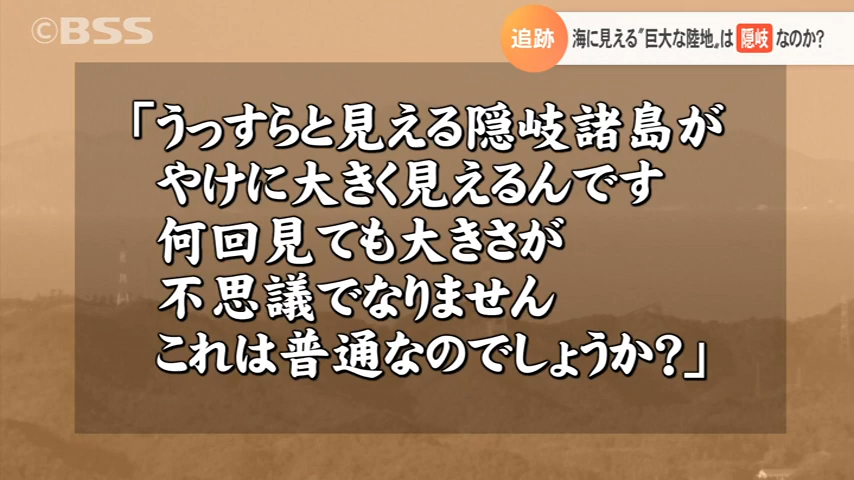 ©BSS
追跡
海に見える"巨大な陸地"は隠岐なのか?
「うっすらと見える隠岐諸島が
やけに大きく見えるんです
何回見ても大きさが
不思議でなりません
これは普通なのでしょうか?」